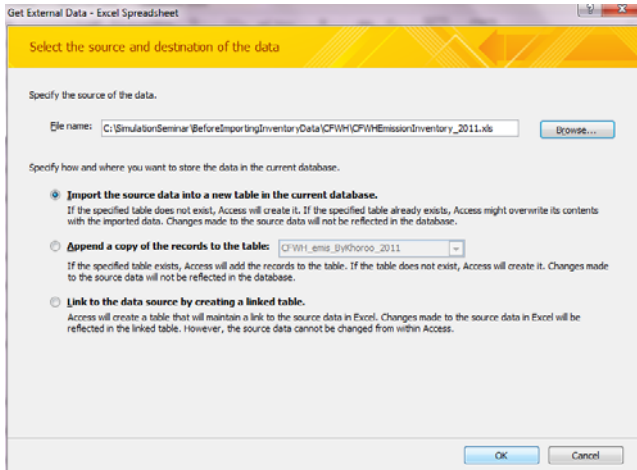 Get External Data - Excel Spreadsheet
Select the source and destination of the data
Specify the source of the data.
File name: C:\SimulationSeminar\BeforeImportingInventoryData\CFWH\CFWHEmissionInventory_2011.xls Browse...
Specify how and where you want to store the data in the current database.
Import the source data into a new table in the current database.
If the specified table does not exist, Access will create it. If the specified table already exists, Access might overwrite its contents
with the imported data. Changes made to the source data will not be reflected in the database.
Append a copy of the records to the table: CFWH_emis_ByKhoroo_2011
If the specified table exists, Access will add the records to the table. If the table does not exist, Access will create it. Changes made
to the source data will not be reflected in the database.
Link to the data source by creating a linked table.
Access will create a table that will maintain a link to the source data in Excel. Changes made to the source data in Excel will be
reflected in the linked table. However, the source data cannot be changed from within Access.
OK Cancel